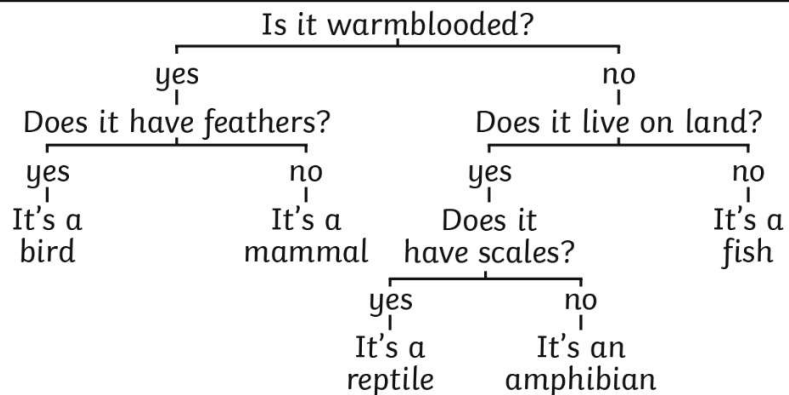 Is it warmblooded?
yes
no
Does it have feathers?
Does it live on land?
yes
no
yes
no
It's a
bird
It's a
mammal
Does it
have scales?
It's a
fish
yes
no
It's a
reptile
It's an
amphibian